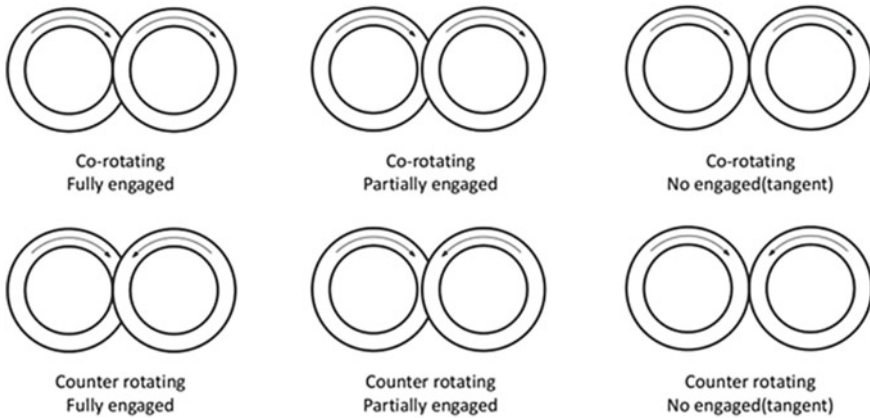 Co-rotating
Fully engaged
Co-rotating
Partially engaged
Co-rotating
No engaged(tangent)
Counter rotating
Fully engaged
Counter rotating
Partially engaged
Counter rotating
No engaged(tangent)